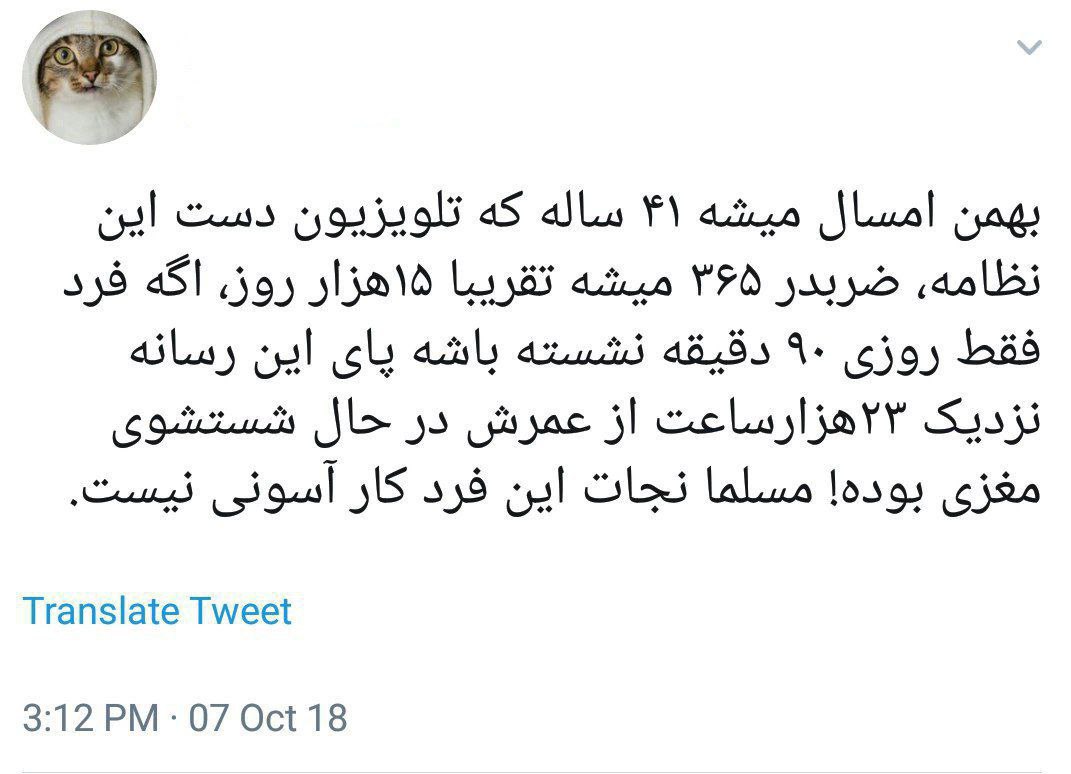 بهمن امسال میشه ۴۱ ساله که تلویزیون دست این
نظامه، ضربدر ۳۶۵ میشه تقریبا ۱۵هزار روز، اگه فرد
فقط روزی ۹۰ دقیقه نشسته باشه پای این رسانه
نزدیک ۲۳هزارساعت از عمرش در حال شستشوی
مغزی بوده! مسلما نجات این فرد کار آسونی نیست.
Translate Tweet
3:12 PM · 07 Oct 18